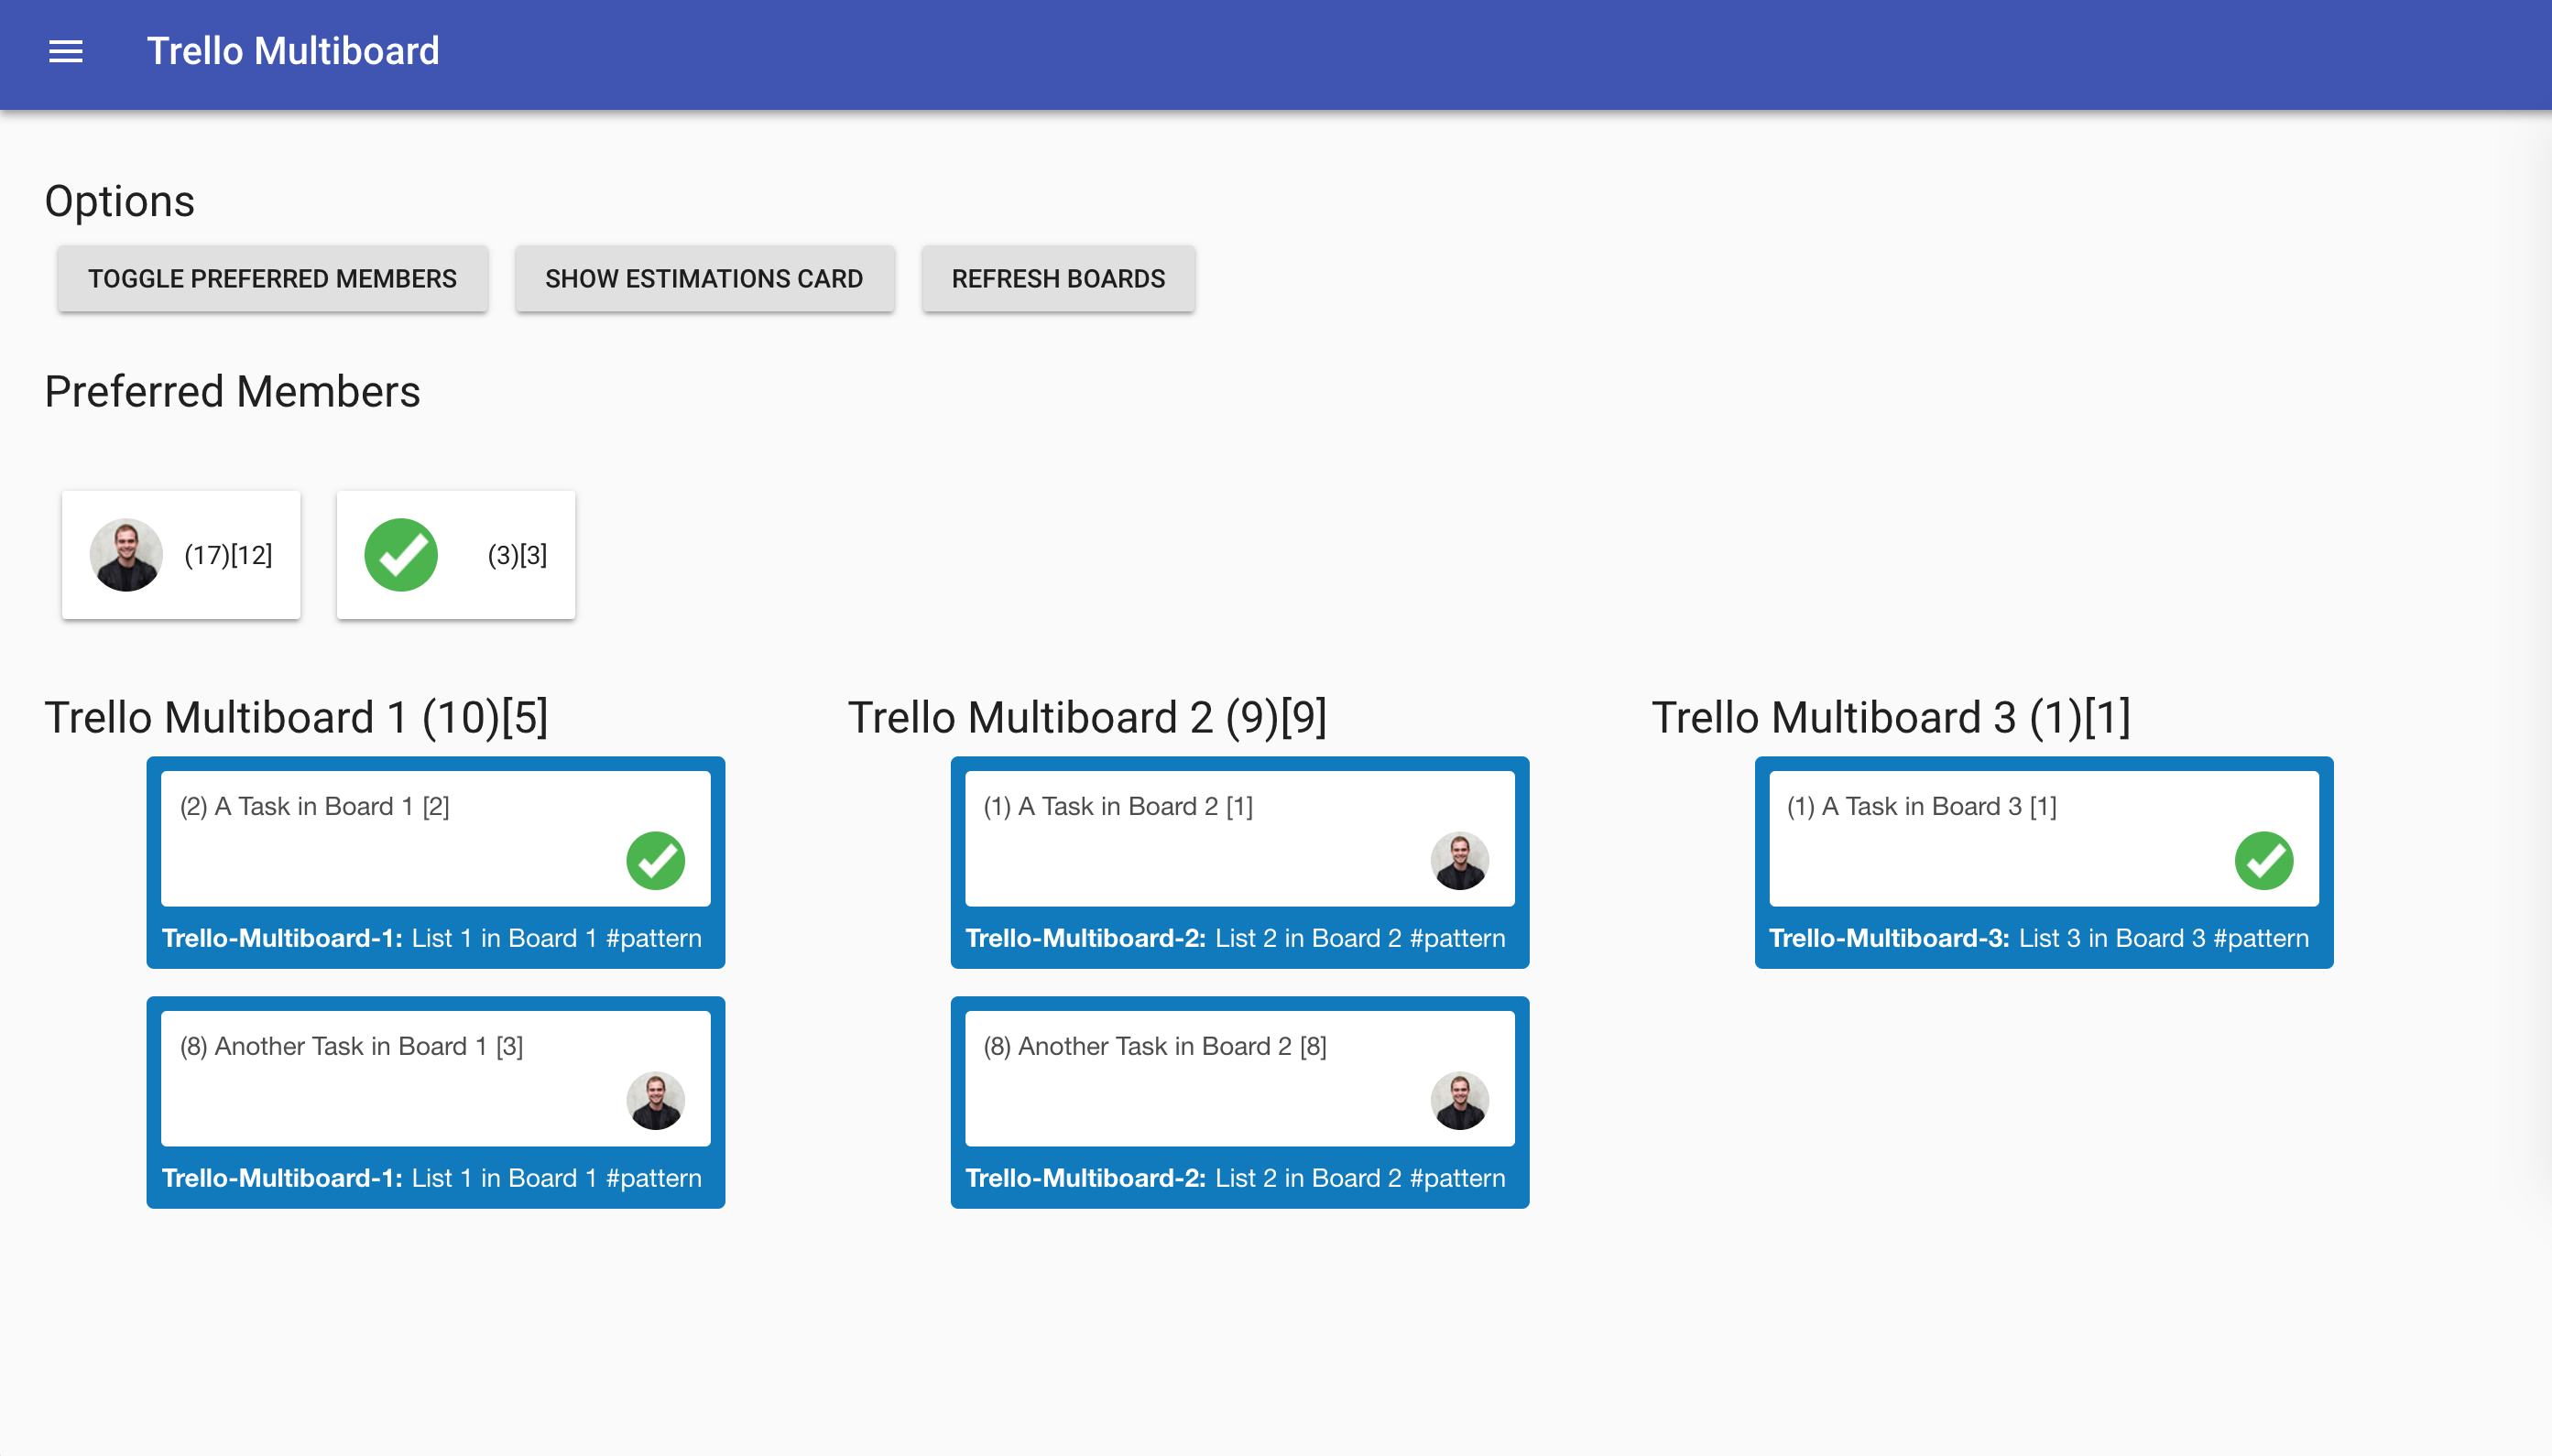 Trello Multiboard
Options
TOGGLE PREFERRED MEMBERS
SHOW ESTIMATIONS CARD
REFRESH BOARDS
Preferred Members
(17)[12]
(3)[3]
Trello Multiboard 1 (10)[5]
(2) A Task in Board 1 [2]
Trello-Multiboard-1: List 1 in Board 1 #pattern
(8) Another Task in Board 1 [3]
Trello-Multiboard-1: List 1 in Board 1 #pattern
Trello Multiboard 2 (9)[9]
(1) A Task in Board 2 [1]
Trello-Multiboard-2: List 2 in Board 2 #pattern
(8) Another Task in Board 2 [8]
Trello-Multiboard-2: List 2 in Board 2 #pattern
Trello Multiboard 3 (1)[1]
(1) A Task in Board 3 [1]
Trello-Multiboard-3: List 3 in Board 3 #pattern